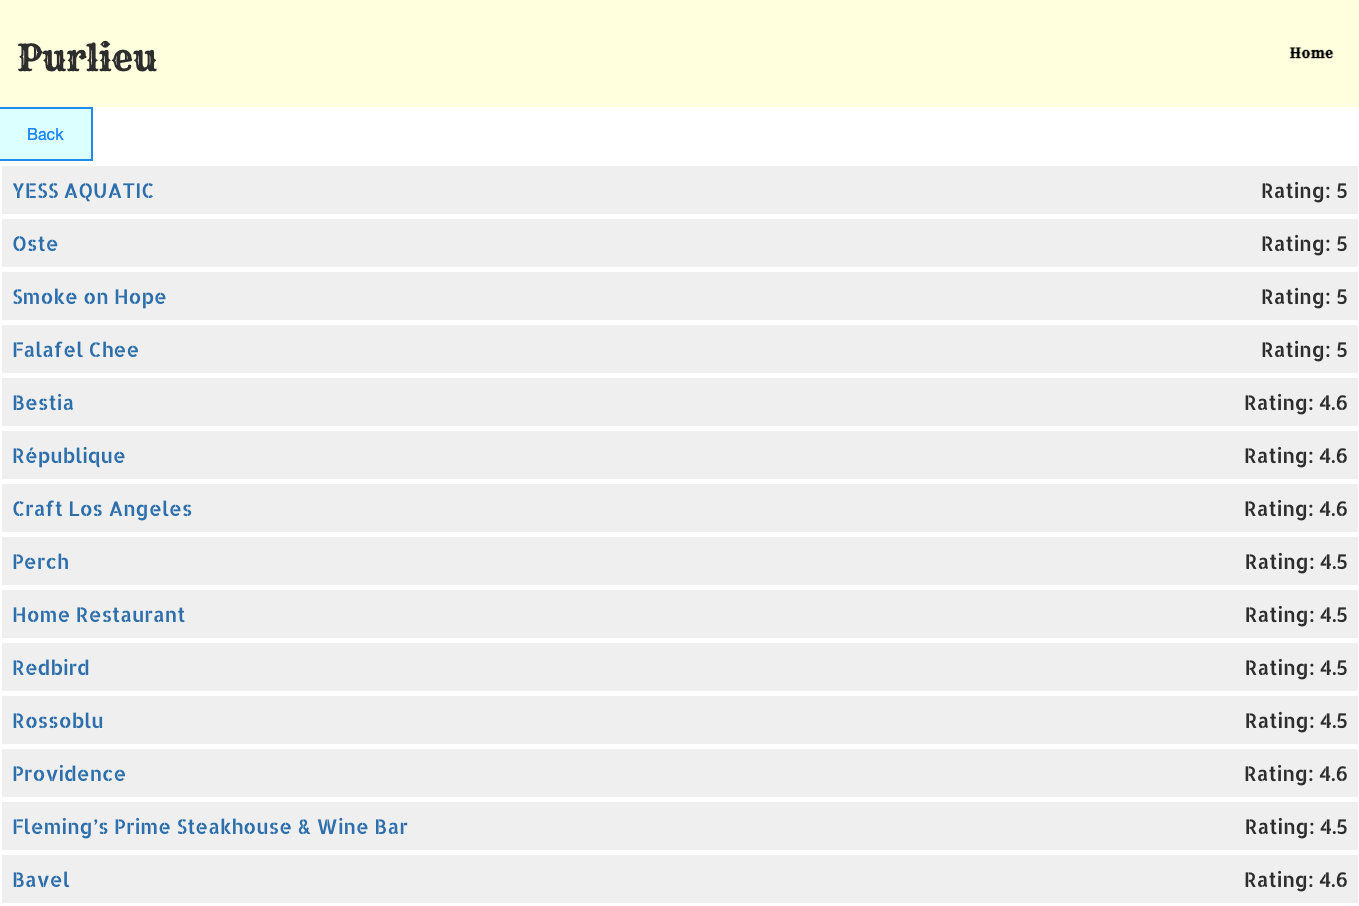 Purlieu
Home
Back
YESS AQUATIC Rating: 5
Oste Rating: 5
Smoke on Hope Rating: 5
Falafel Chee Rating: 5
Bestia Rating: 4.6
République Rating: 4.6
Craft Los Angeles Rating: 4.6
Perch Rating: 4.5
Home Restaurant Rating: 4.5
Redbird Rating: 4.5
Rossoblu Rating: 4.5
Providence Rating: 4.6
Fleming’s Prime Steakhouse & Wine Bar Rating: 4.5
Bavel Rating: 4.6